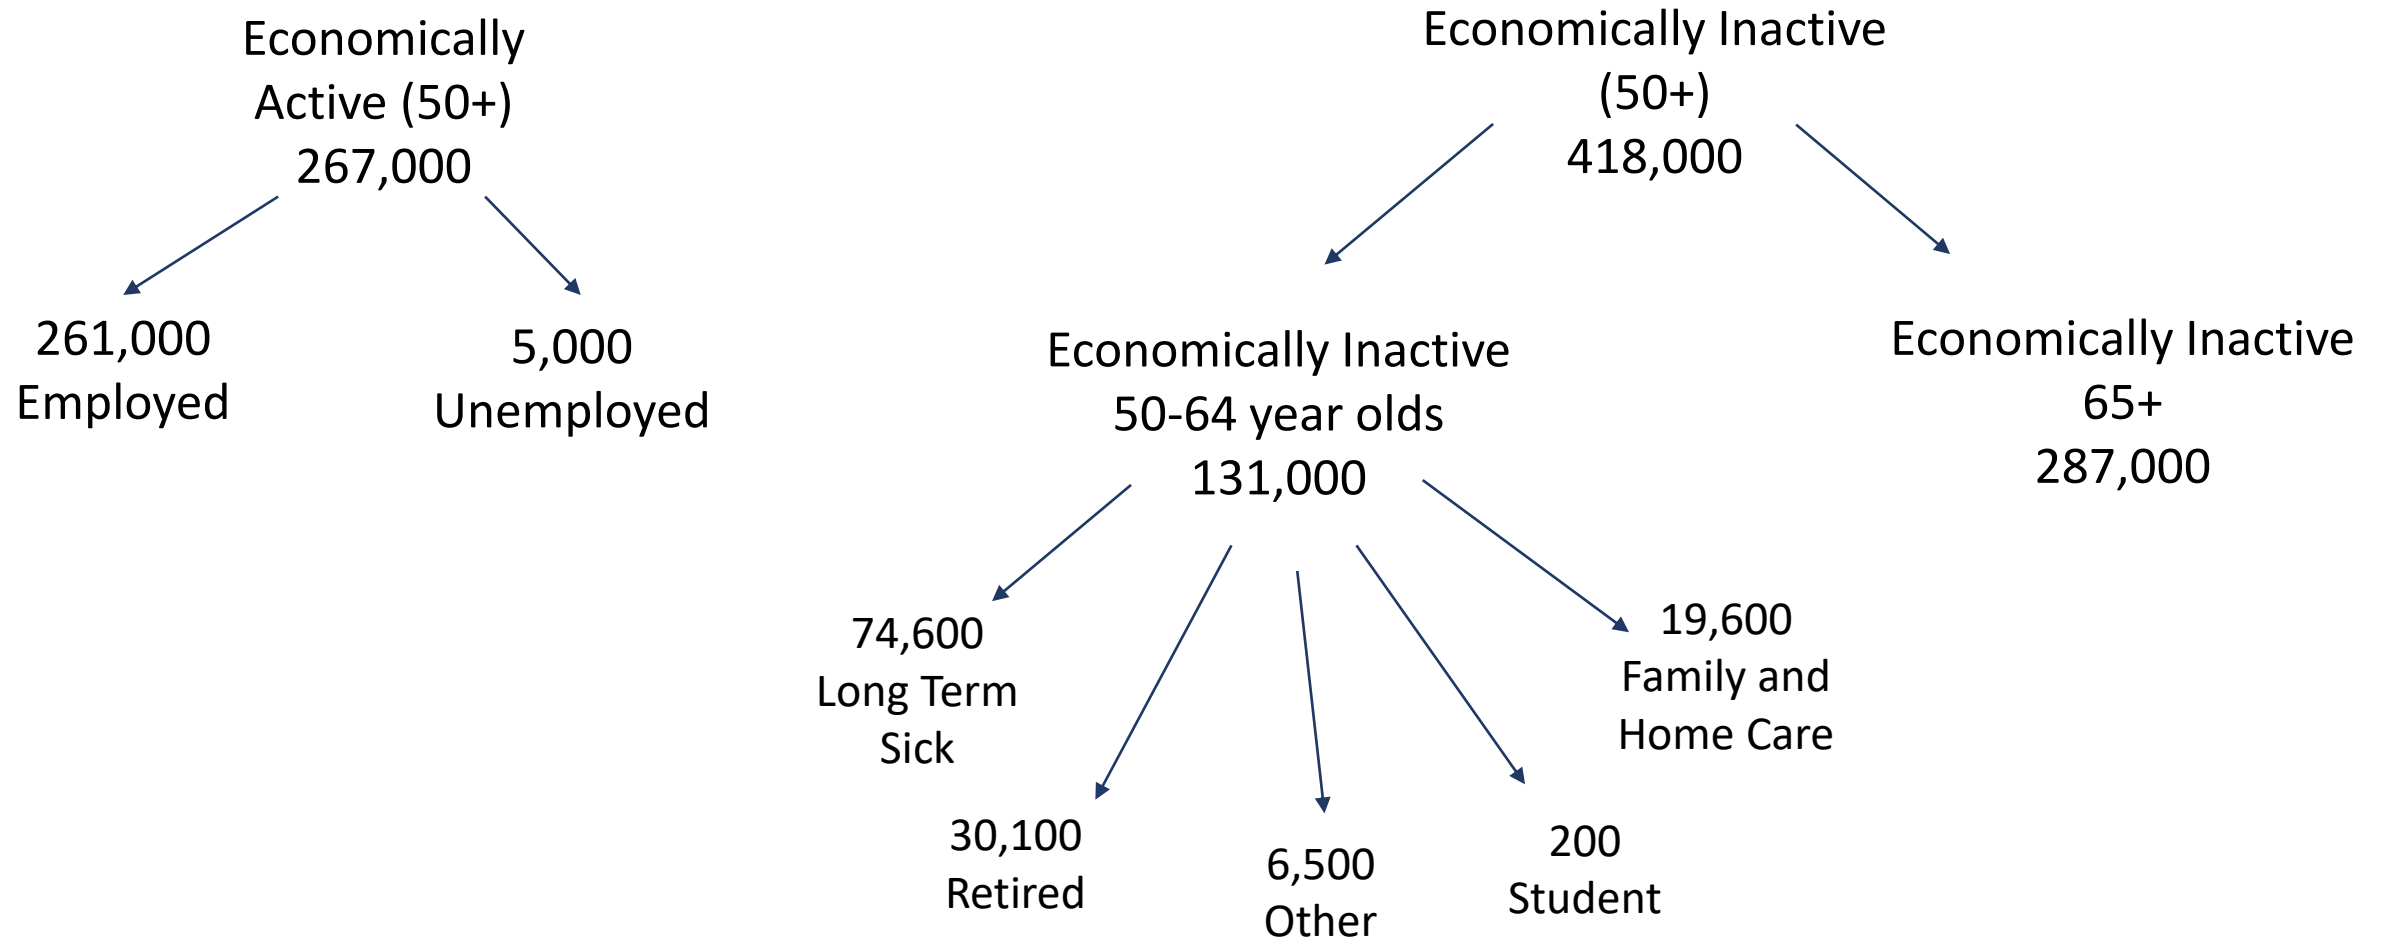 Economically
Active (50+)
267,000
261,000
Employed
5,000
Unemployed
Economically Inactive
(50+)
418,000
Economically Inactive
50-64 year olds
131,000
Economically Inactive
65+
287,000
74,600
Long Term
Sick
30,100
Retired
6,500
Other
200
Student
19,600
Family and
Home Care